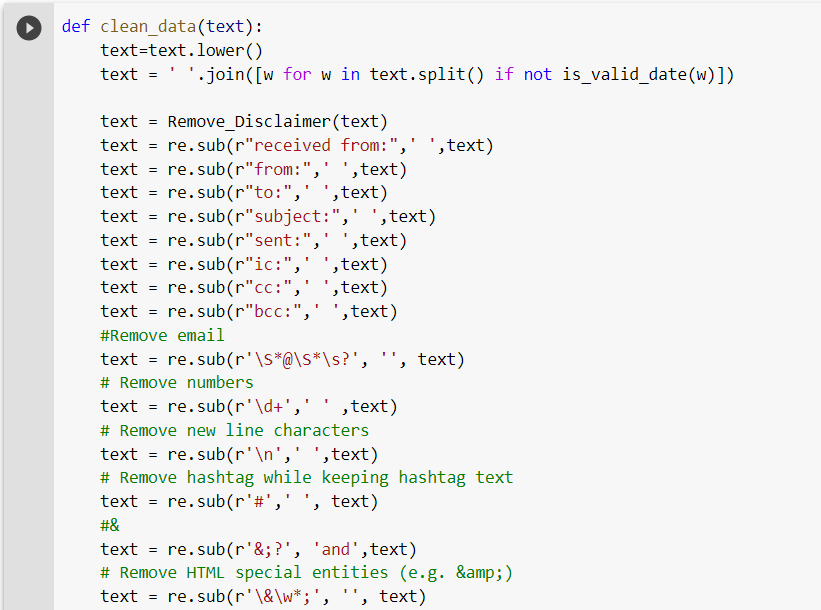 def clean_data(text):
    text=text.lower()
    text = ' '.join([w for w in text.split() if not is_valid_date(w)])

    text = Remove_Disclaimer(text)
    text = re.sub(r"received from:",' ',text)
    text = re.sub(r"from:",' ',text)
    text = re.sub(r"to:",' ',text)
    text = re.sub(r"subject:",' ',text)
    text = re.sub(r"sent:",' ',text)
    text = re.sub(r"ic:",' ',text)
    text = re.sub(r"cc:",' ',text)
    text = re.sub(r"bcc:",' ',text)
    #Remove email
    text = re.sub(r'\S*@\S*\s?', '', text)
    # Remove numbers
    text = re.sub(r'\d+',' ' ,text)
    # Remove new line characters
    text = re.sub(r'\n',' ',text)
    # Remove hashtag while keeping hashtag text
    text = re.sub(r'#',' ', text)
    #&
    text = re.sub(r'&;?', 'and',text)
    # Remove HTML special entities (e.g. &amp;)
    text = re.sub(r'\&\w*;', '', text)